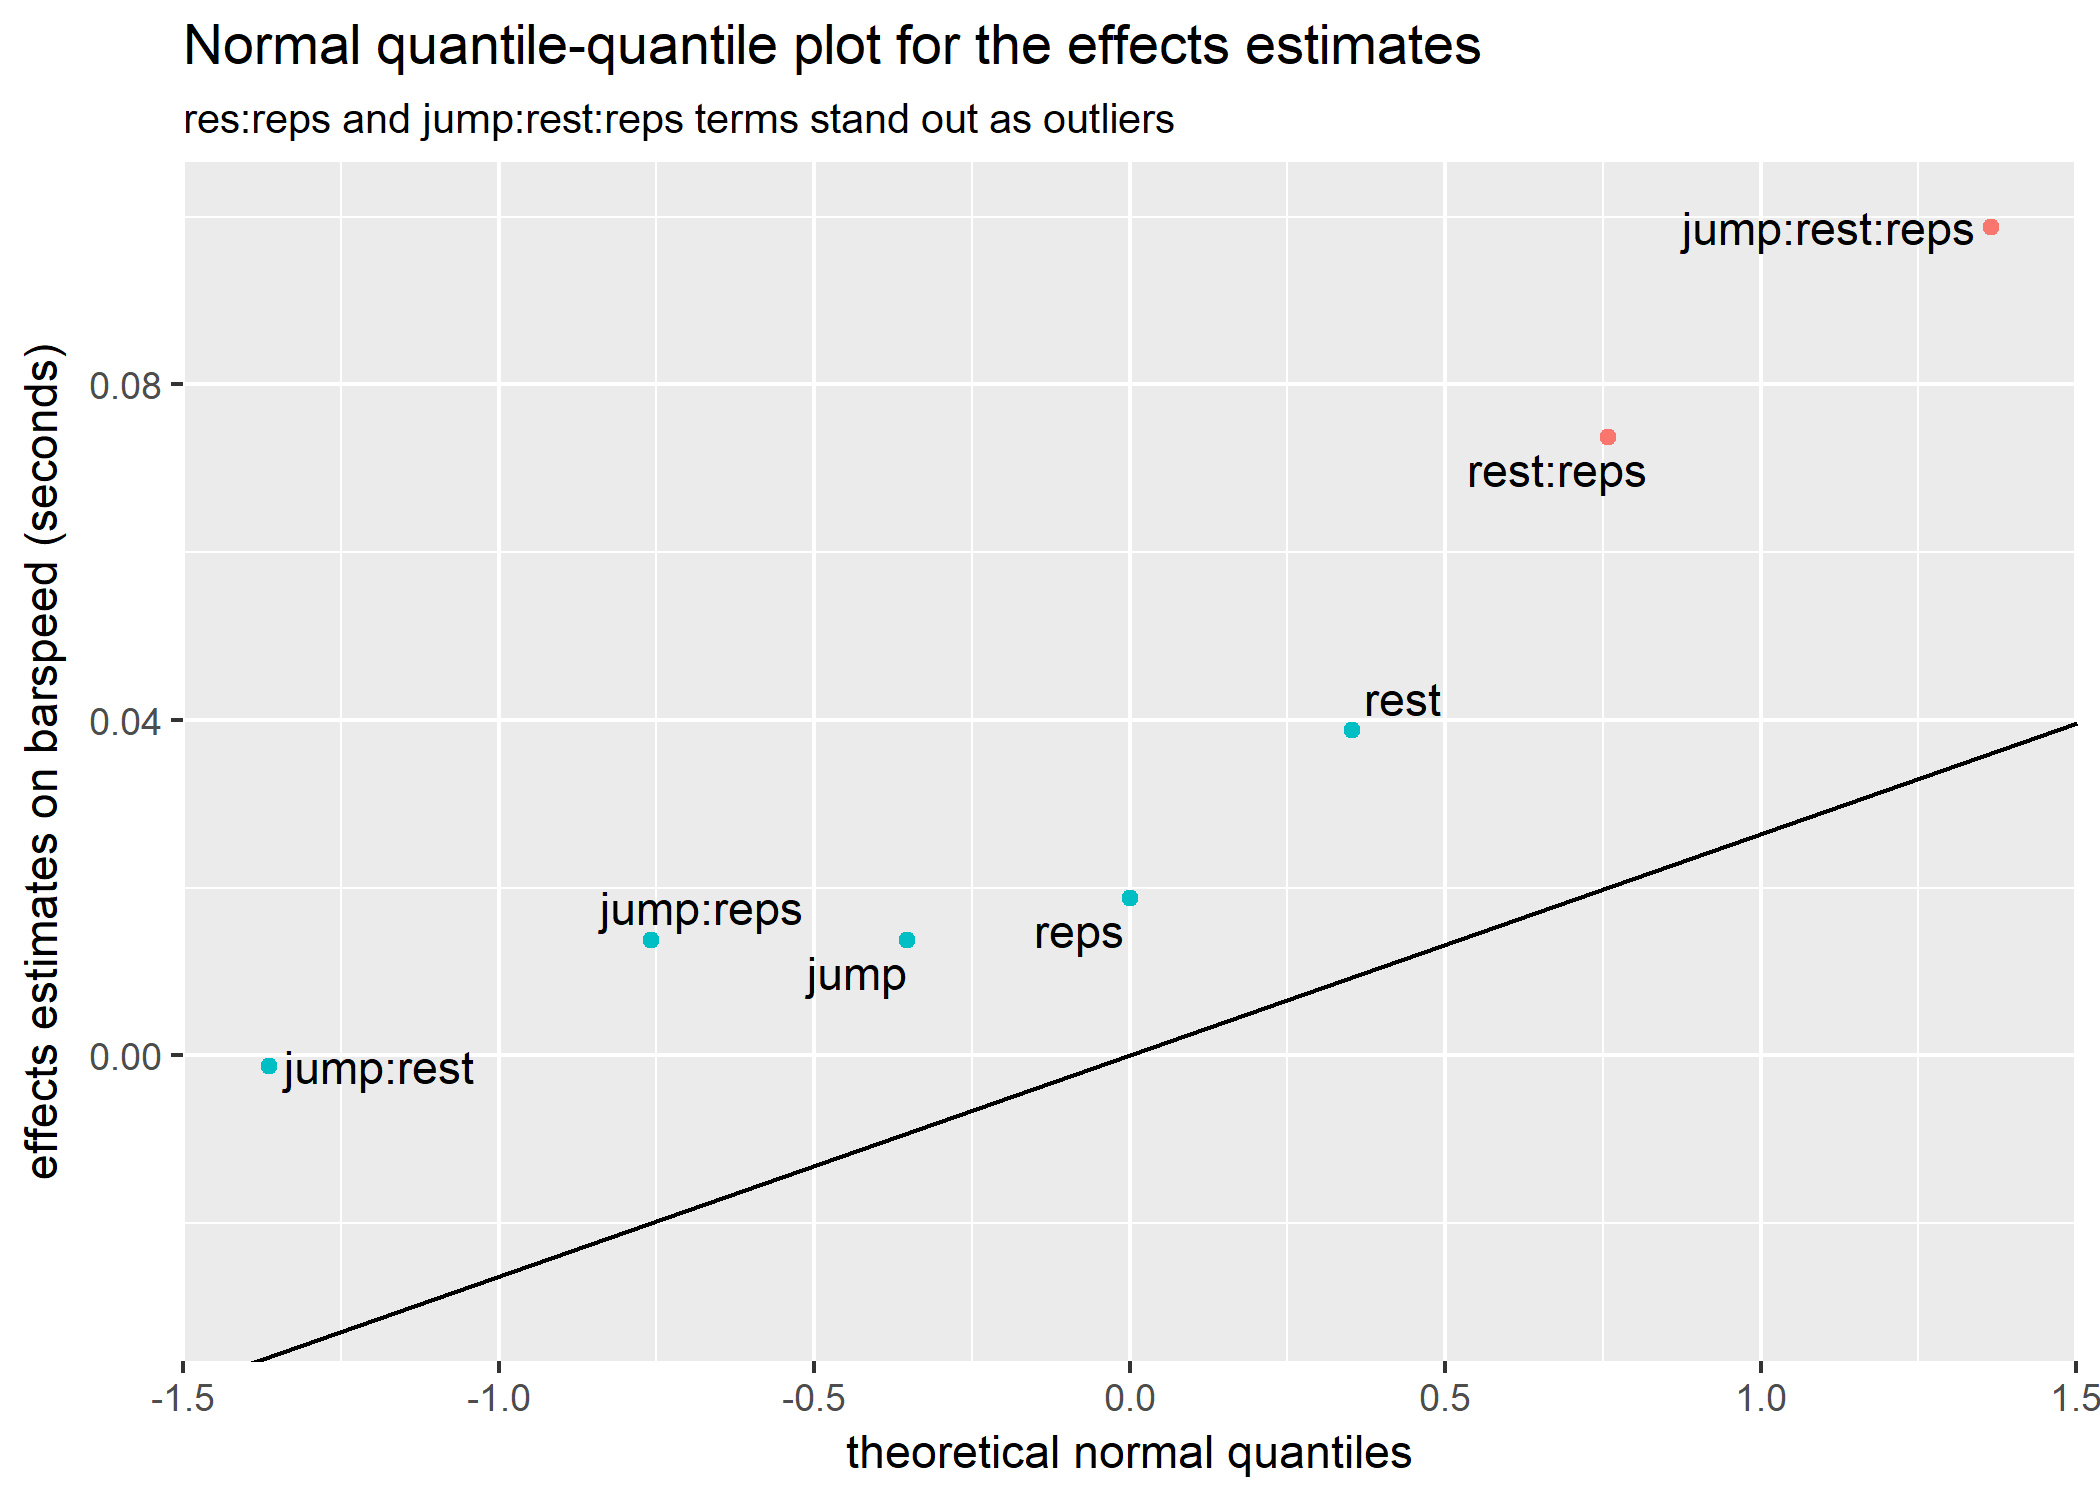 Normal quantile-quantile plot for the effects estimates
res:reps and jump:rest:reps terms stand out as outliers
jump:rest:reps
0.08
rest:reps
rest
0.04
jump:reps
reps
jump
0.00
jump:rest
effects estimates on barspeed (seconds)
-1.5 -1.0 -0.5 0.0 0.5 1.0 1.5
theoretical normal quantiles